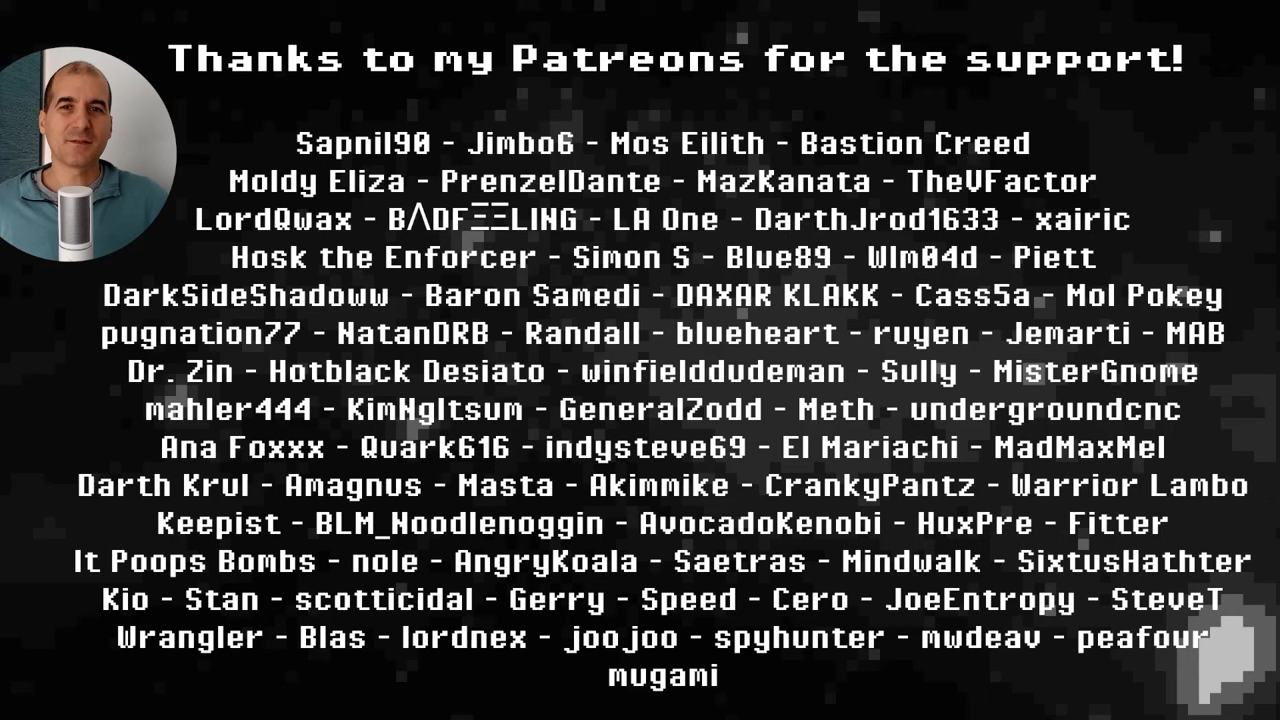 Thanks to my Patreons for the support!
Sapnil90 - Jimbo6 - Mos Eilith - Bastion Creed
Moldy Eliza - PrenzelDante - MazKanata - TheVFactor
LordQwax - BΛDFΞΞLING - LA One - DarthJrod1633 - xairic
Hosk the Enforcer - Simon S - Blue89 - Wlm04d - Piett
DarkSideShadoww - Baron Samedi - DAXAR KLAKK - Cass5a - Mol Pokey
pugnation77 - NatanDRB - Randall - blueheart - ruyen - Jemarti - MAB
Dr. Zin - Hotblack Desiato - winfielddudeman - Sully - MisterGnome
mahler444 - KimNgItsum - GeneralZodd - Meth - undergroundcnc
Ana Foxxx - Quark616 - indysteve69 - El Mariachi - MadMaxMel
Darth Krul - Amagnus - Masta - Akimmike - CrankyPantz - Warrior Lambo
Keepist - BLM_Noodlenoggin - AvocadoKenobi - HuxPre - Fitter
It Poops Bombs - nole - AngryKoala - Saetras - Mindwalk - SixtusHathter
Kio - Stan - scotticidal - Gerry - Speed - Cero - JoeEntropy - SteveT
Wrangler - Blas - lordnex - joojoo - spyhunter - mwdeav - peafour
mugami